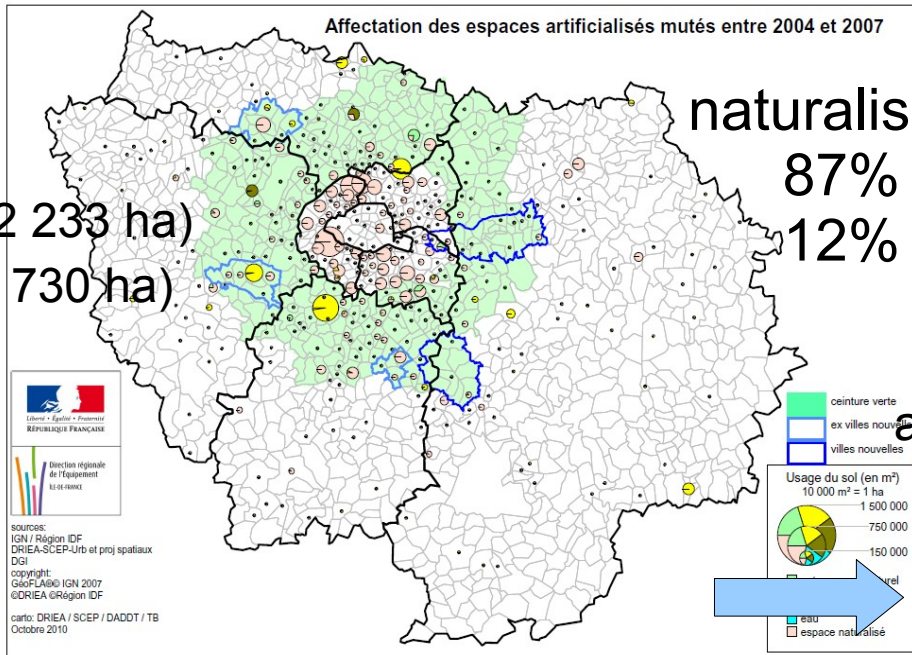 Affectation des espaces artificialisés mutés entre 2004 et 2007
naturalis
87%
12%
2 233 ha)
730 ha)
Liberté • Égalité • Fraternité
RÉPUBLIQUE FRANÇAISE
Direction régionale
de l'Équipement
ILE-DE-FRANCE
sources:
IGN / Région IDF
DRIEA-SCEP-Urb et proj spatiaux
DGI
copyright:
GéoFLA®© IGN 2007
©DRIEA ©Région IDF
carto: DRIEA / SCEP / DADDT / TB
Octobre 2010
ceinture verte
ex villes nouvelles
a
villes nouvelles
Usage du sol (en m²)
10 000 m² = 1 ha
1 500 000
750 000
150 000
urel
eau
espace naturalisé